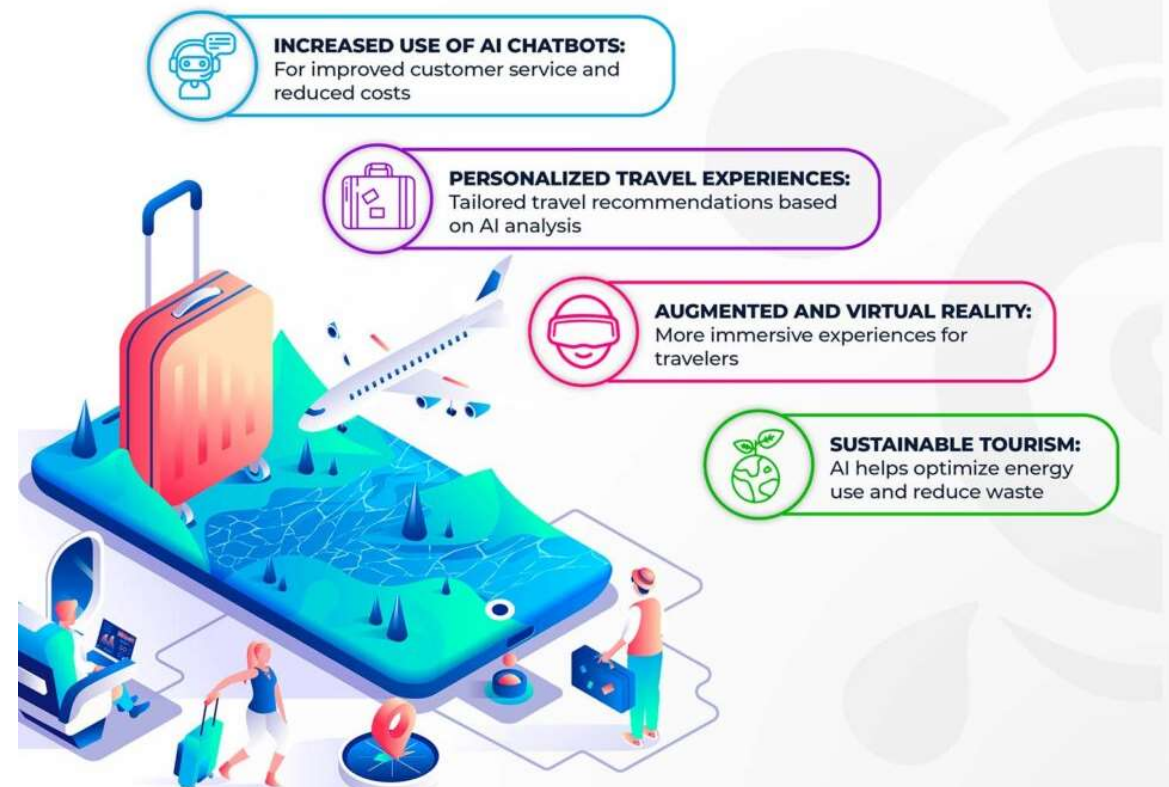 INCREASED USE OF AI CHATBOTS:
For improved customer service and
reduced costs
PERSONALIZED TRAVEL EXPERIENCES:
Tailored travel recommendations based
on AI analysis
AUGMENTED AND VIRTUAL REALITY:
More immersive experiences for
travelers
SUSTAINABLE TOURISM:
AI helps optimize energy
use and reduce waste